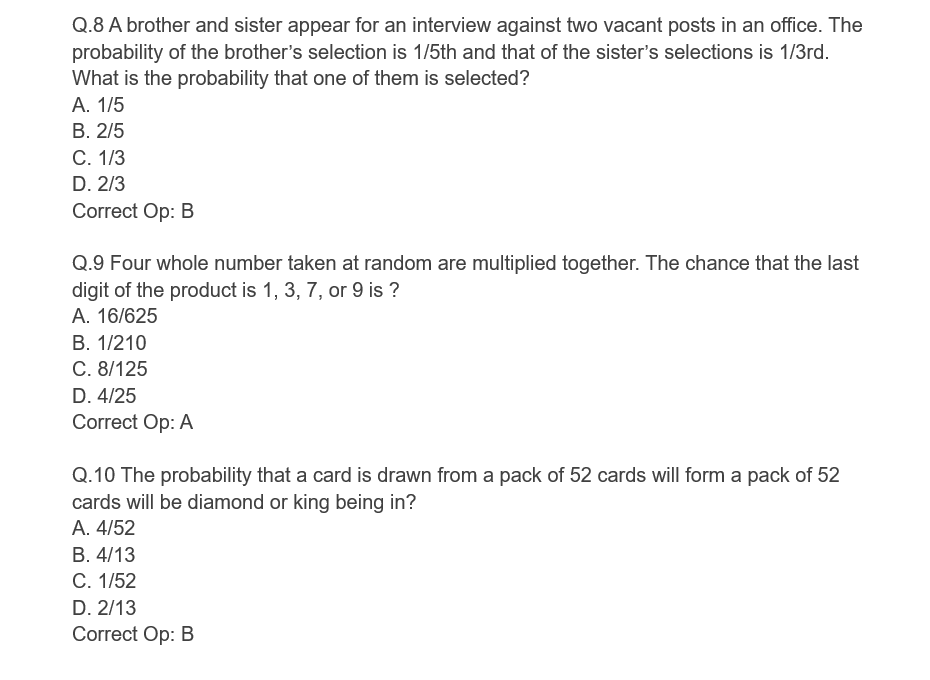 Q.8 A brother and sister appear for an interview against two vacant posts in an office. The
probability of the brother's selection is 1/5th and that of the sister's selections is 1/3rd.
What is the probability that one of them is selected?
A. 1/5
B. 2/5
C. 1/3
D. 2/3
Correct Op: B
Q.9 Four whole number taken at random are multiplied together. The chance that the last
digit of the product is 1, 3, 7, or 9 is ?
A. 16/625
B. 1/210
C. 8/125
D. 4/25
Correct Op: A
Q.10 The probability that a card is drawn from a pack of 52 cards will form a pack of 52
cards will be diamond or king being in?
A. 4/52
B. 4/13
C. 1/52
D. 2/13
Correct Op: B